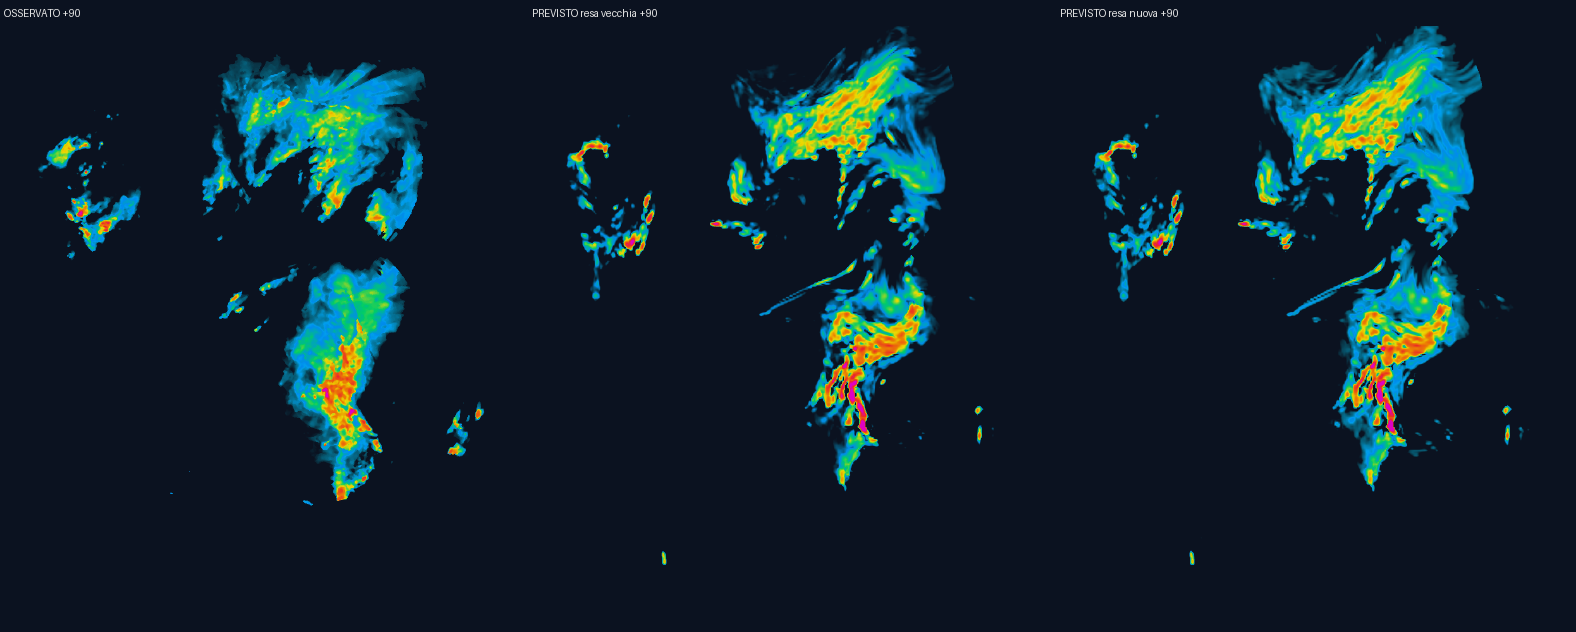 OSSERVATO +90
PREVISTO resa vecchia +90
PREVISTO resa nuova +90